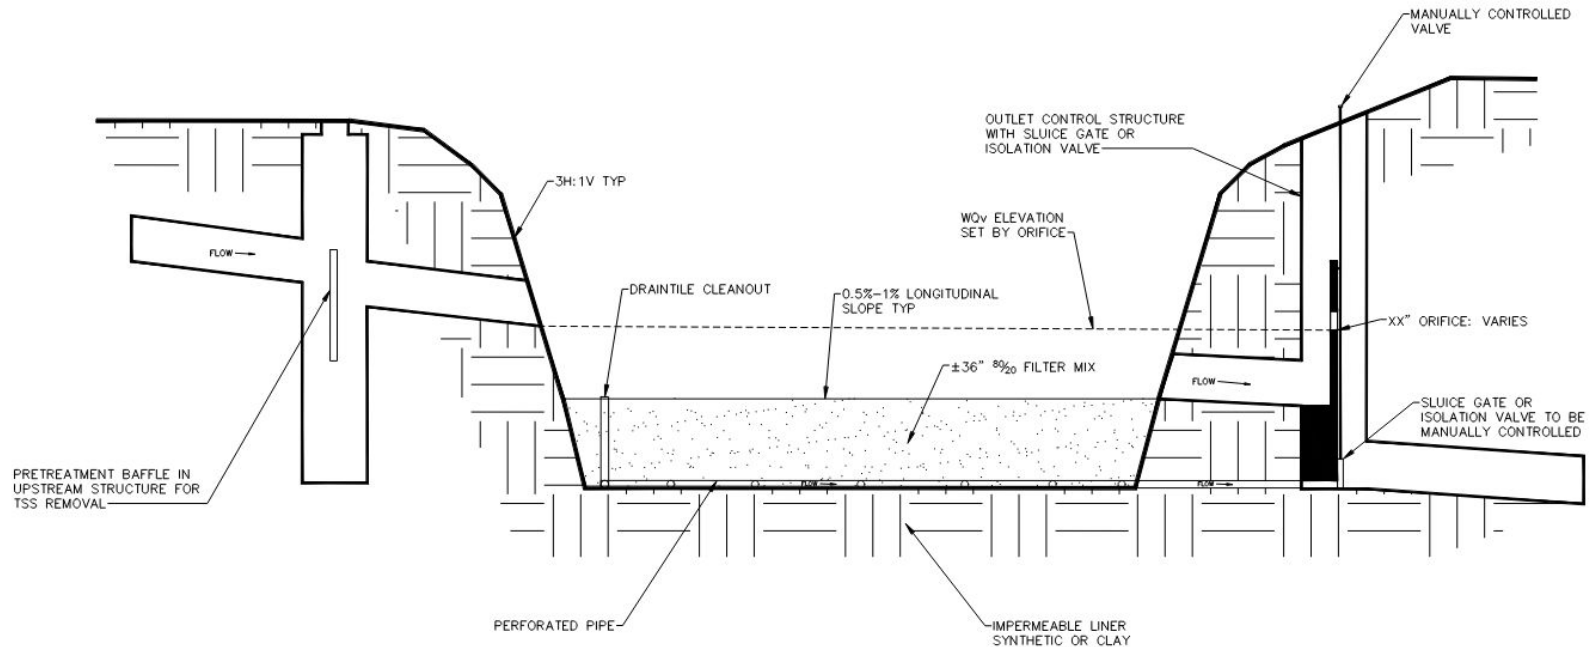 MANUALLY CONTROLLED
VALVE
OUTLET CONTROL STRUCTURE
WITH SLUICE GATE OR
ISOLATION VALVE
3H:1V TYP
WQv ELEVATION
SET BY ORIFICE
FLOW
DRAINTILE CLEANOUT
0.5%-1% LONGITUDINAL
SLOPE TYP
XX" ORIFICE: VARIES
±36" 80/20 FILTER MIX
FLOW
SLUICE GATE OR
ISOLATION VALVE TO BE
MANUALLY CONTROLLED
PRETREATMENT BAFFLE IN
UPSTREAM STRUCTURE FOR
TSS REMOVAL
FLOW
FLOW
PERFORATED PIPE
IMPERMEABLE LINER
SYNTHETIC OR CLAY